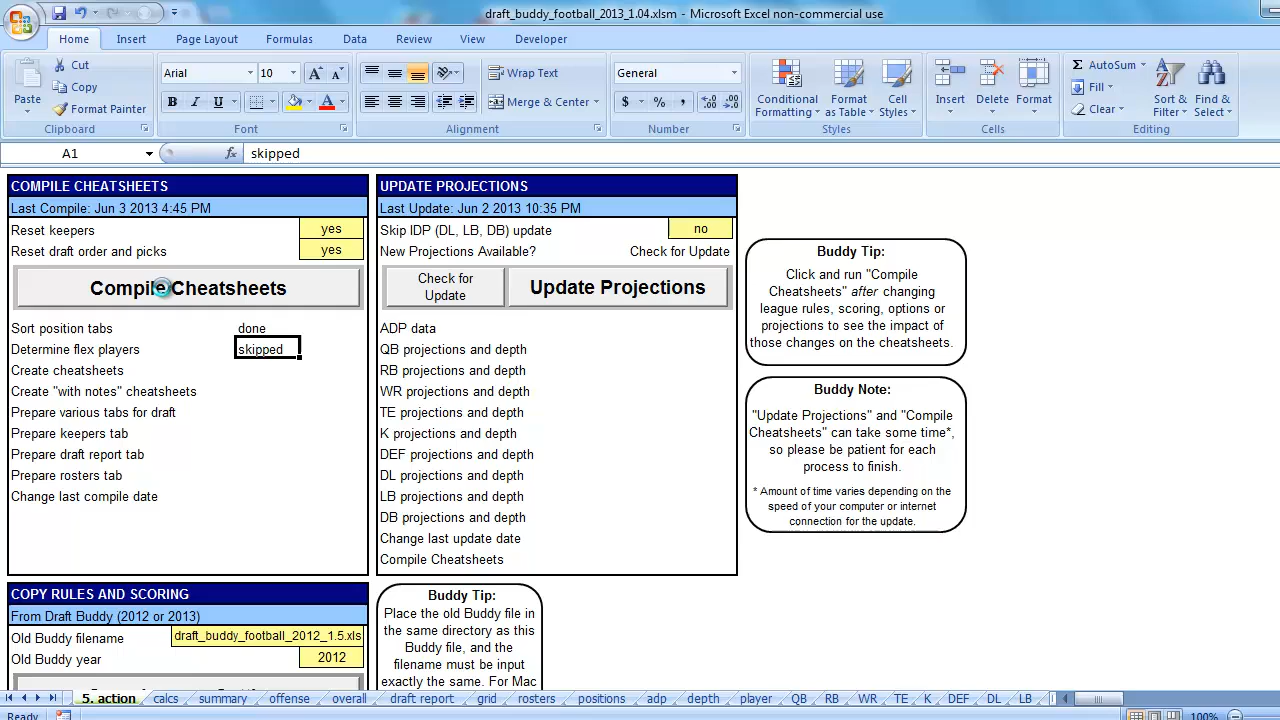 draft_buddy_football_2013_1.04.xlsm - Microsoft Excel non-commercial use
Home Insert Page Layout Formulas Data Review View Developer
Paste
Cut
Copy
Format Painter
Clipboard
Arial 10
B I U
Font
Wrap Text
Merge & Center
Alignment
General
$ % ,
Number
Conditional Formatting
Format as Table
Cell Styles
Styles
Insert Delete Format
Cells
AutoSum
Fill
Clear
Sort & Filter
Find & Select
Editing
A1 fx skipped
COMPILE CHEATSHEETS
Last Compile: Jun 3 2013 4:45 PM
Reset keepers yes
Reset draft order and picks yes
Compile Cheatsheets
Sort position tabs done
Determine flex players skipped
Create cheatsheets
Create "with notes" cheatsheets
Prepare various tabs for draft
Prepare keepers tab
Prepare draft report tab
Prepare rosters tab
Change last compile date
UPDATE PROJECTIONS
Last Update: Jun 2 2013 10:35 PM
Skip IDP (DL, LB, DB) update no
New Projections Available? Check for Update
Check for Update
Update Projections
ADP data
QB projections and depth
RB projections and depth
WR projections and depth
TE projections and depth
K projections and depth
DEF projections and depth
DL projections and depth
LB projections and depth
DB projections and depth
Change last update date
Compile Cheatsheets
Buddy Tip:
Click and run "Compile
Cheatsheets" after changing
league rules, scoring, options or
projections to see the impact of
those changes on the cheatsheets.
Buddy Note:
"Update Projections" and "Compile
Cheatsheets" can take some time*,
so please be patient for each
process to finish.
* Amount of time varies depending on the
speed of your computer or internet
connection for the update.
COPY RULES AND SCORING
From Draft Buddy (2012 or 2013)
Old Buddy filename draft_buddy_football_2012_1.5.xls
Old Buddy year 2012
Buddy Tip:
Place the old Buddy file in
the same directory as this
Buddy file, and the
filename must be input
exactly the same. For Mac
5. action calcs summary offense overall draft report grid rosters positions adp depth player QB RB WR TE K DEF DL LB
Ready 100%